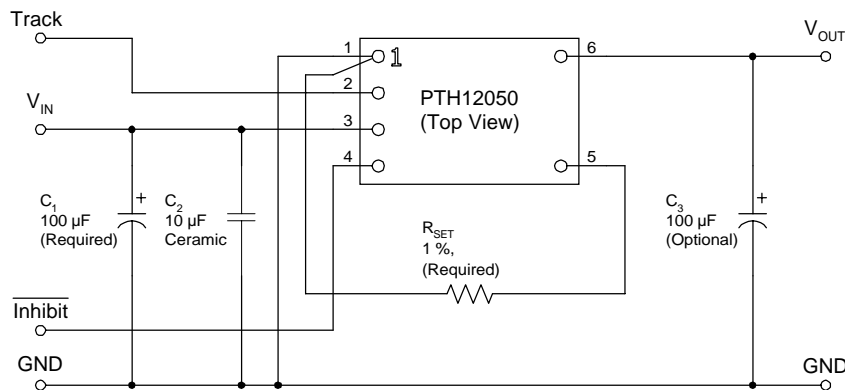 Track
V_IN
1
2
3
4
1
PTH12050
(Top View)
6
5
V_OUT
C_1
100 µF
(Required)
+
C_2
10 µF
Ceramic
R_SET
1 %,
(Required)
C_3
100 µF
(Optional)
+
Inhibit
GND
GND